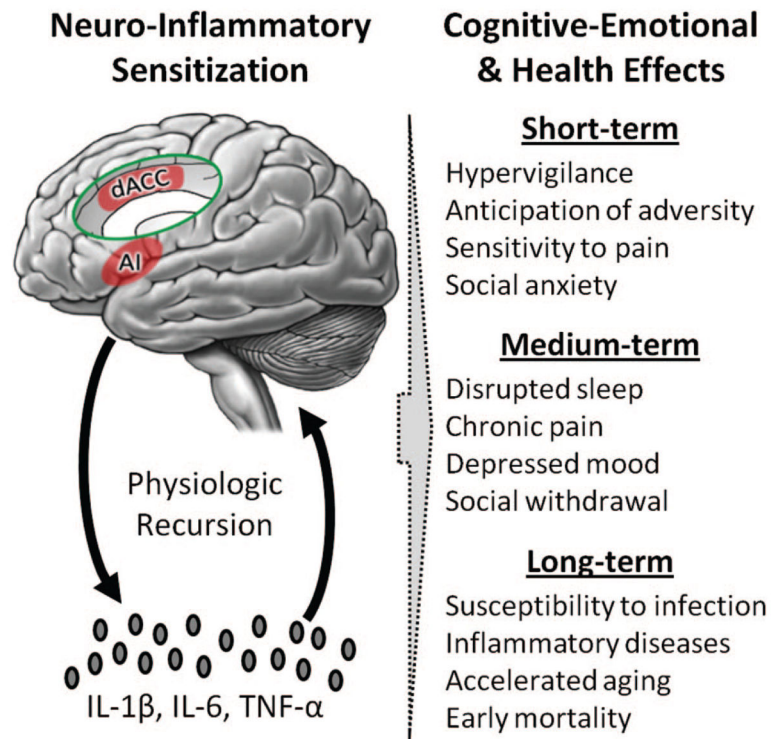 Neuro-Inflammatory
Sensitization
dACC
AI
Physiologic
Recursion
IL-1β, IL-6, TNF-α
Cognitive-Emotional
& Health Effects
Short-term
Hypervigilance
Anticipation of adversity
Sensitivity to pain
Social anxiety
Medium-term
Disrupted sleep
Chronic pain
Depressed mood
Social withdrawal
Long-term
Susceptibility to infection
Inflammatory diseases
Accelerated aging
Early mortality